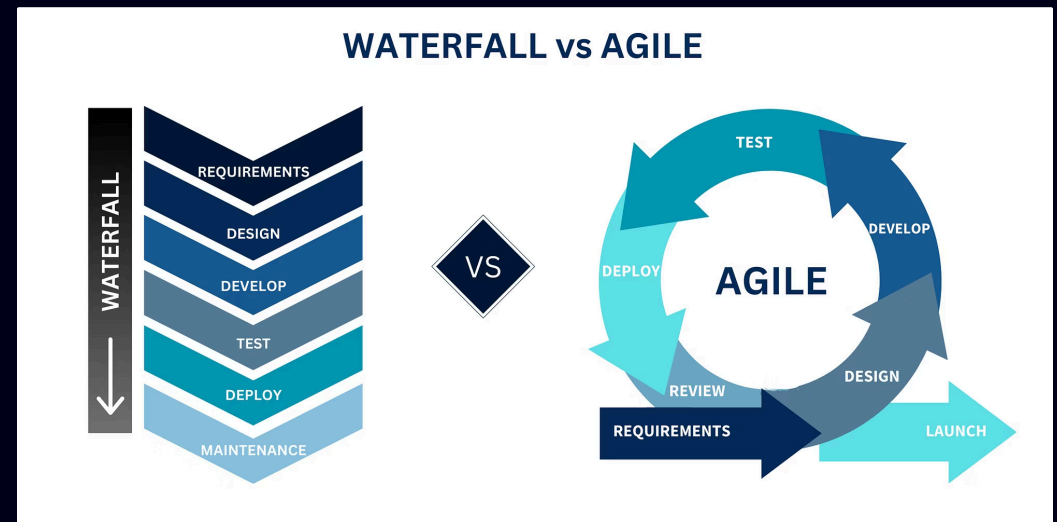 WATERFALL vs AGILE
WATERFALL
REQUIREMENTS
DESIGN
DEVELOP
TEST
DEPLOY
MAINTENANCE
VS
AGILE
REQUIREMENTS
DESIGN
DEVELOP
TEST
DEPLOY
REVIEW
LAUNCH